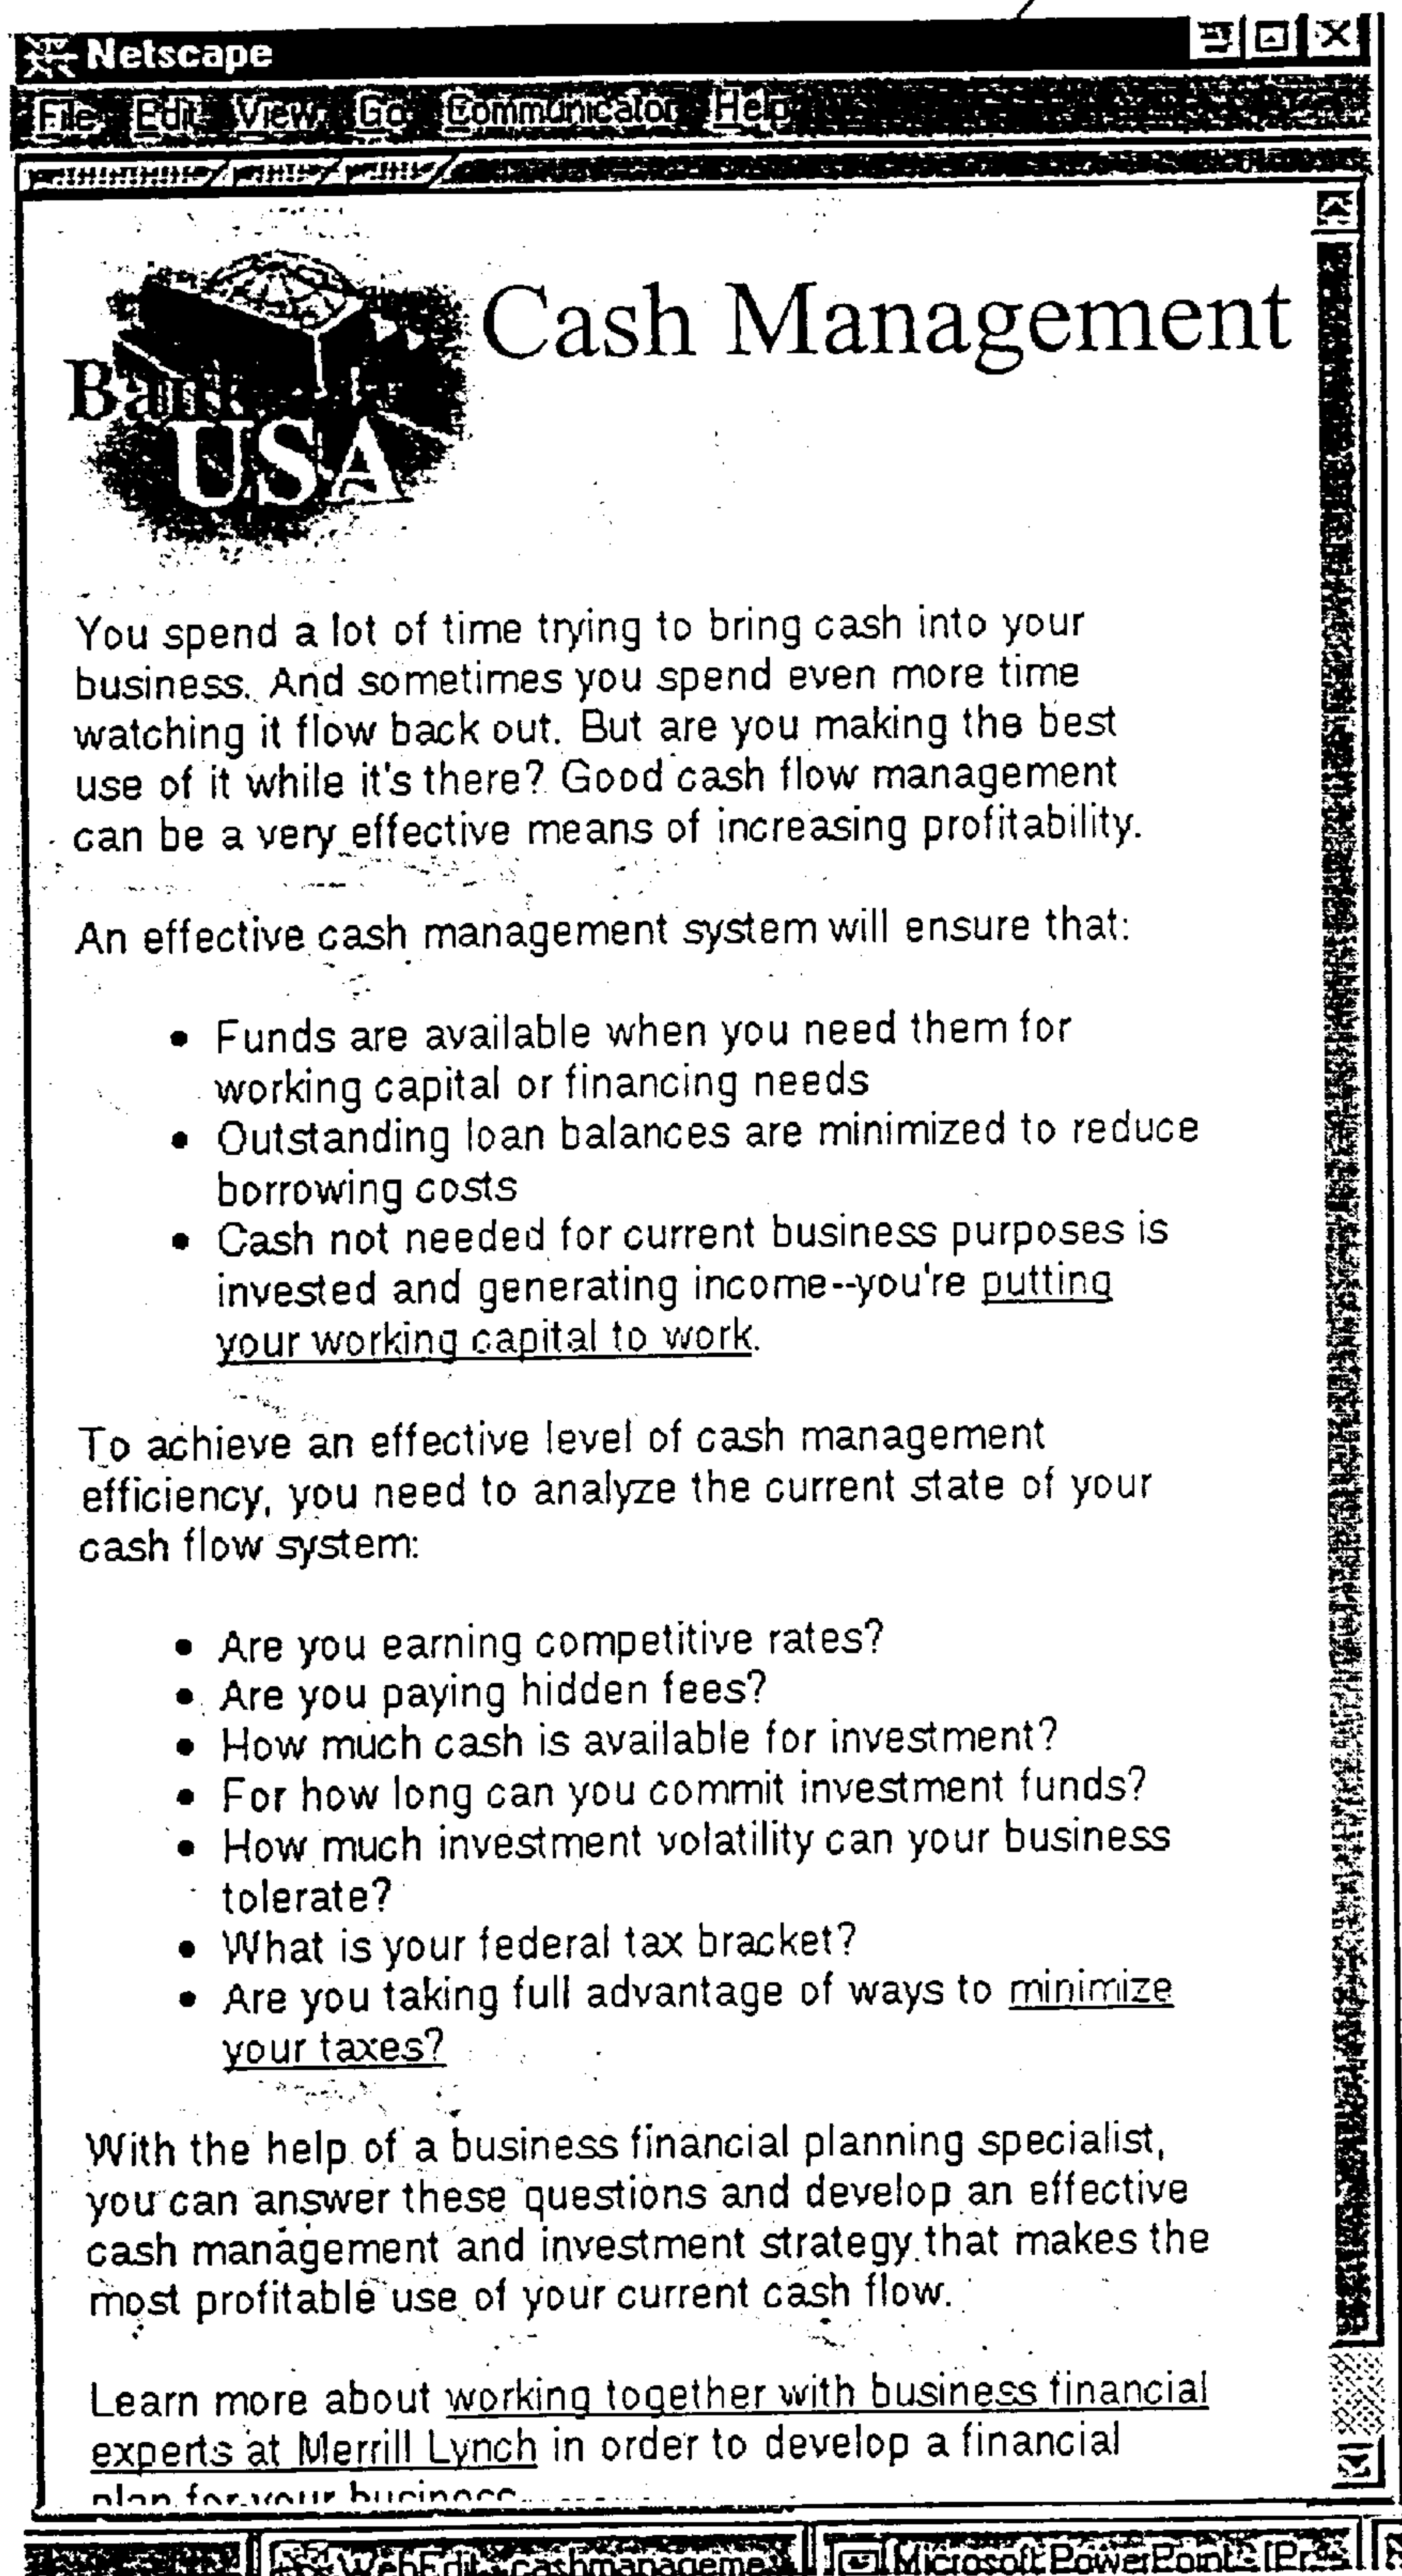 Netscape
File Edit View Go Communicator Help
Cash Management
Bank
USA
You spend a lot of time trying to bring cash into your
business. And sometimes you spend even more time
watching it flow back out. But are you making the best
use of it while it's there? Good cash flow management
can be a very effective means of increasing profitability.
An effective cash management system will ensure that:
• Funds are available when you need them for
working capital or financing needs
• Outstanding loan balances are minimized to reduce
borrowing costs
• Cash not needed for current business purposes is
invested and generating income--you're putting
your working capital to work.
To achieve an effective level of cash management
efficiency, you need to analyze the current state of your
cash flow system:
• Are you earning competitive rates?
• Are you paying hidden fees?
• How much cash is available for investment?
• For how long can you commit investment funds?
• How much investment volatility can your business
tolerate?
• What is your federal tax bracket?
• Are you taking full advantage of ways to minimize
your taxes?
With the help of a business financial planning specialist,
you can answer these questions and develop an effective
cash management and investment strategy that makes the
most profitable use of your current cash flow.
Learn more about working together with business financial
experts at Merrill Lynch in order to develop a financial
plan for your business
WebEdit - cashmanageme Microsoft PowerPoint - [Pr